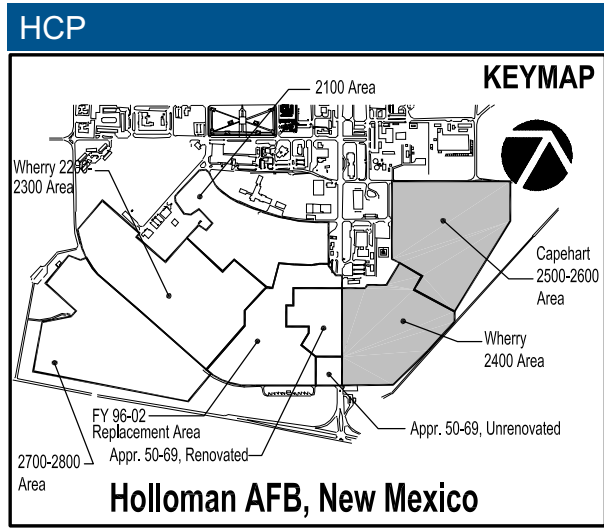 HCP
KEYMAP
2100 Area
Wherry 2200-
2300 Area
Capehart
2500-2600
Area
Wherry
2400 Area
FY 96-02
Replacement Area
Appr. 50-69, Unrenovated
Appr. 50-69, Renovated
2700-2800
Area
Holloman AFB, New Mexico